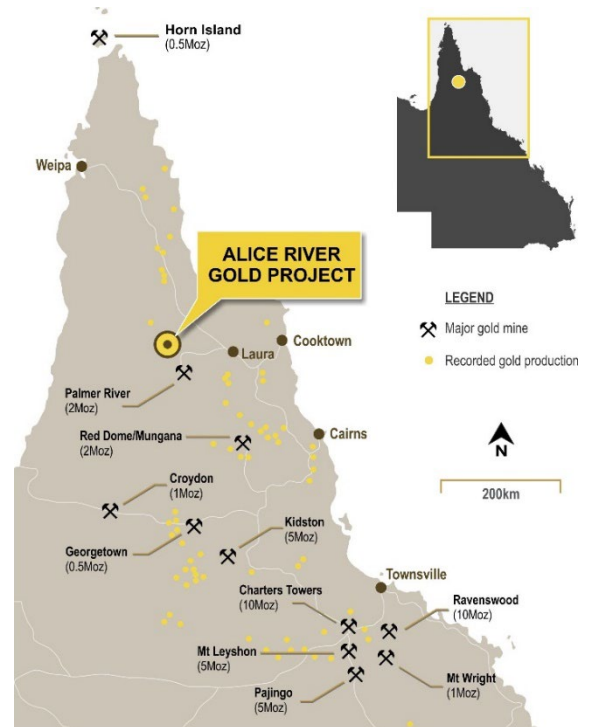 Horn Island
(0.5Moz)
Weipa
ALICE RIVER
GOLD PROJECT
LEGEND
Major gold mine
Recorded gold production
Cooktown
Laura
Palmer River
(2Moz)
Red Dome/Mungana
(2Moz)
Cairns
N
200km
Croydon
(1Moz)
Georgetown
(0.5Moz)
Kidston
(5Moz)
Townsville
Charters Towers
(10Moz)
Ravenswood
(10Moz)
Mt Leyshon
(5Moz)
Mt Wright
(1Moz)
Pajingo
(5Moz)